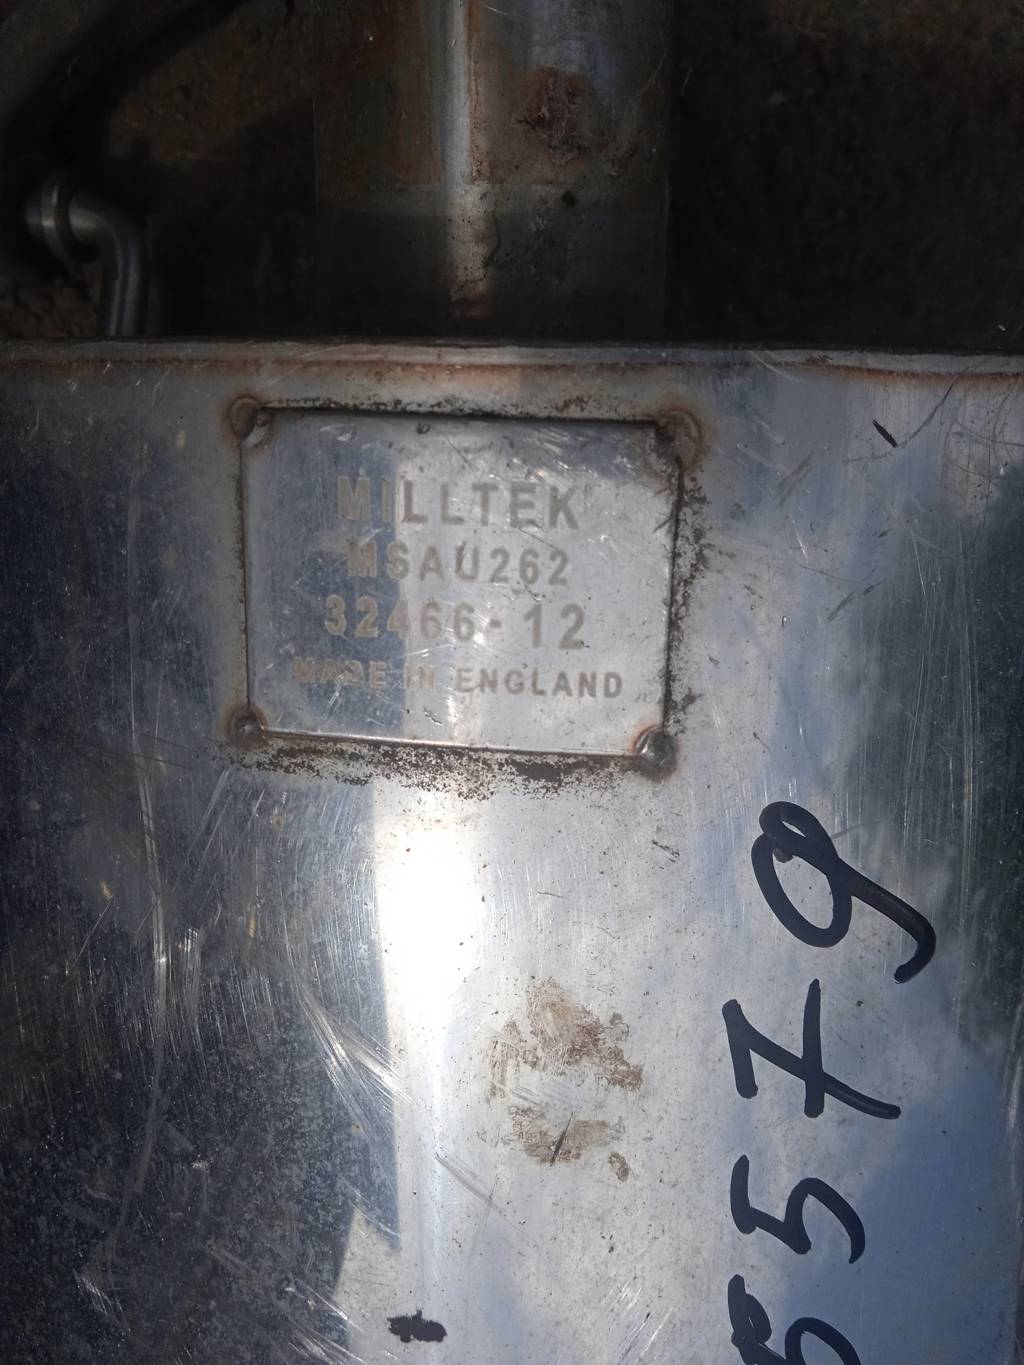 MILLTEK
MSAU262
32466-12
MADE IN ENGLAND
579